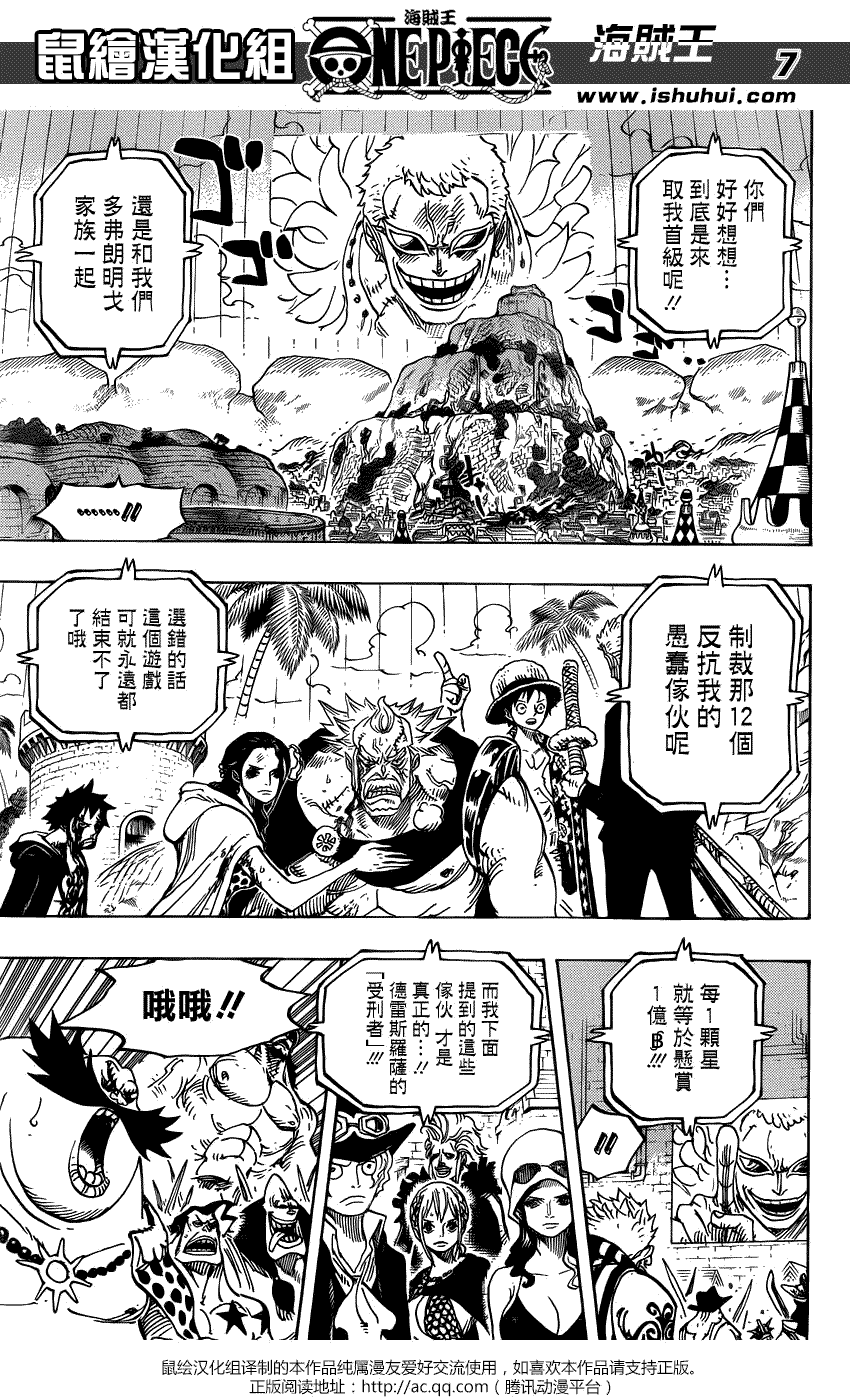 鼠繪漢化組
海賊王
ONE PIECE
海賊王
7
www.ishuhui.com
你們
好好想想…
到底是來
取我首級呢!!
還是和我們
多弗朗明戈
家族一起
ゴゴ
ゴゴ…
……!!
制裁那12個
反抗我的
愚蠢傢伙呢
選錯的話
這個遊戲
可就永遠都
結束不了
了哦
每1顆星
就等於懸賞
1億฿!!!
!!
而我下面
提到的這些
傢伙才是
真正的…!!
德雷斯羅薩的
「受刑者」!!!
哦哦!!
鼠绘汉化组译制的本作品纯属漫友爱好交流使用，如喜欢本作品请支持正版。
正版阅读地址：http://ac.qq.com（腾讯动漫平台）